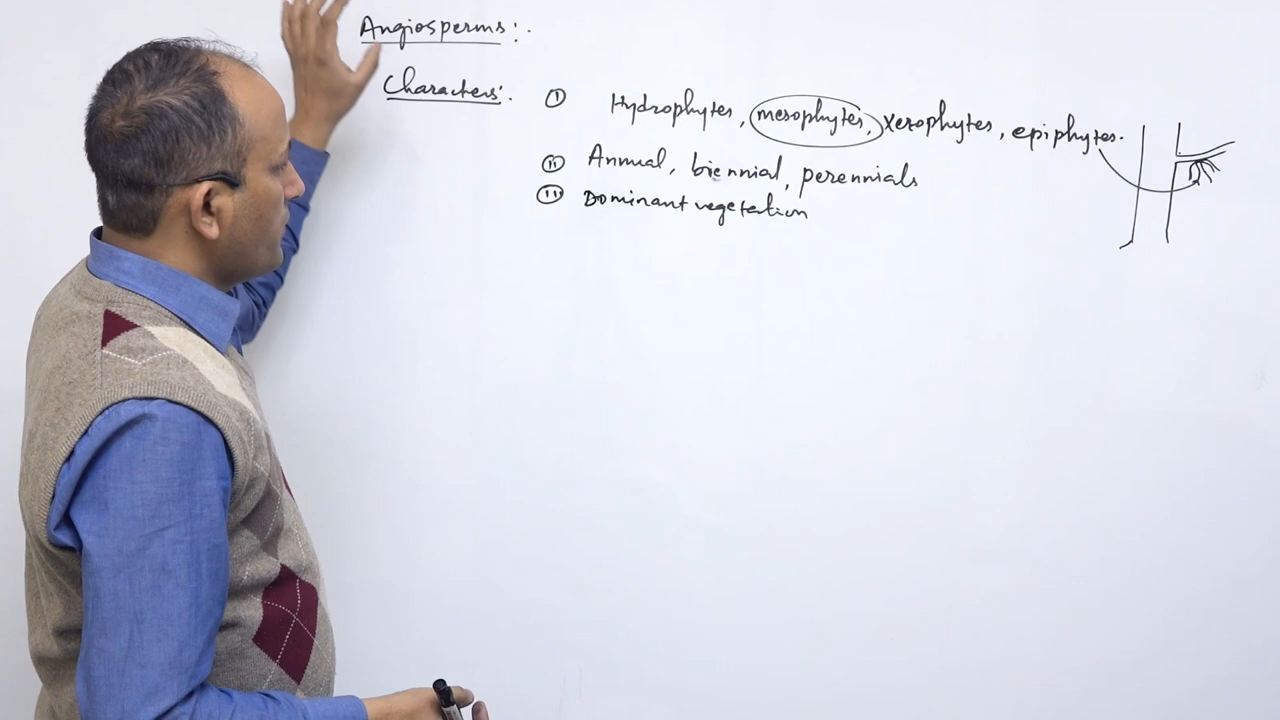 Angiosperms:-
Characters:
(i) Hydrophytes, mesophytes, xerophytes, epiphytes.
(ii) Annual, biennial, perennials
(iii) Dominant vegetation